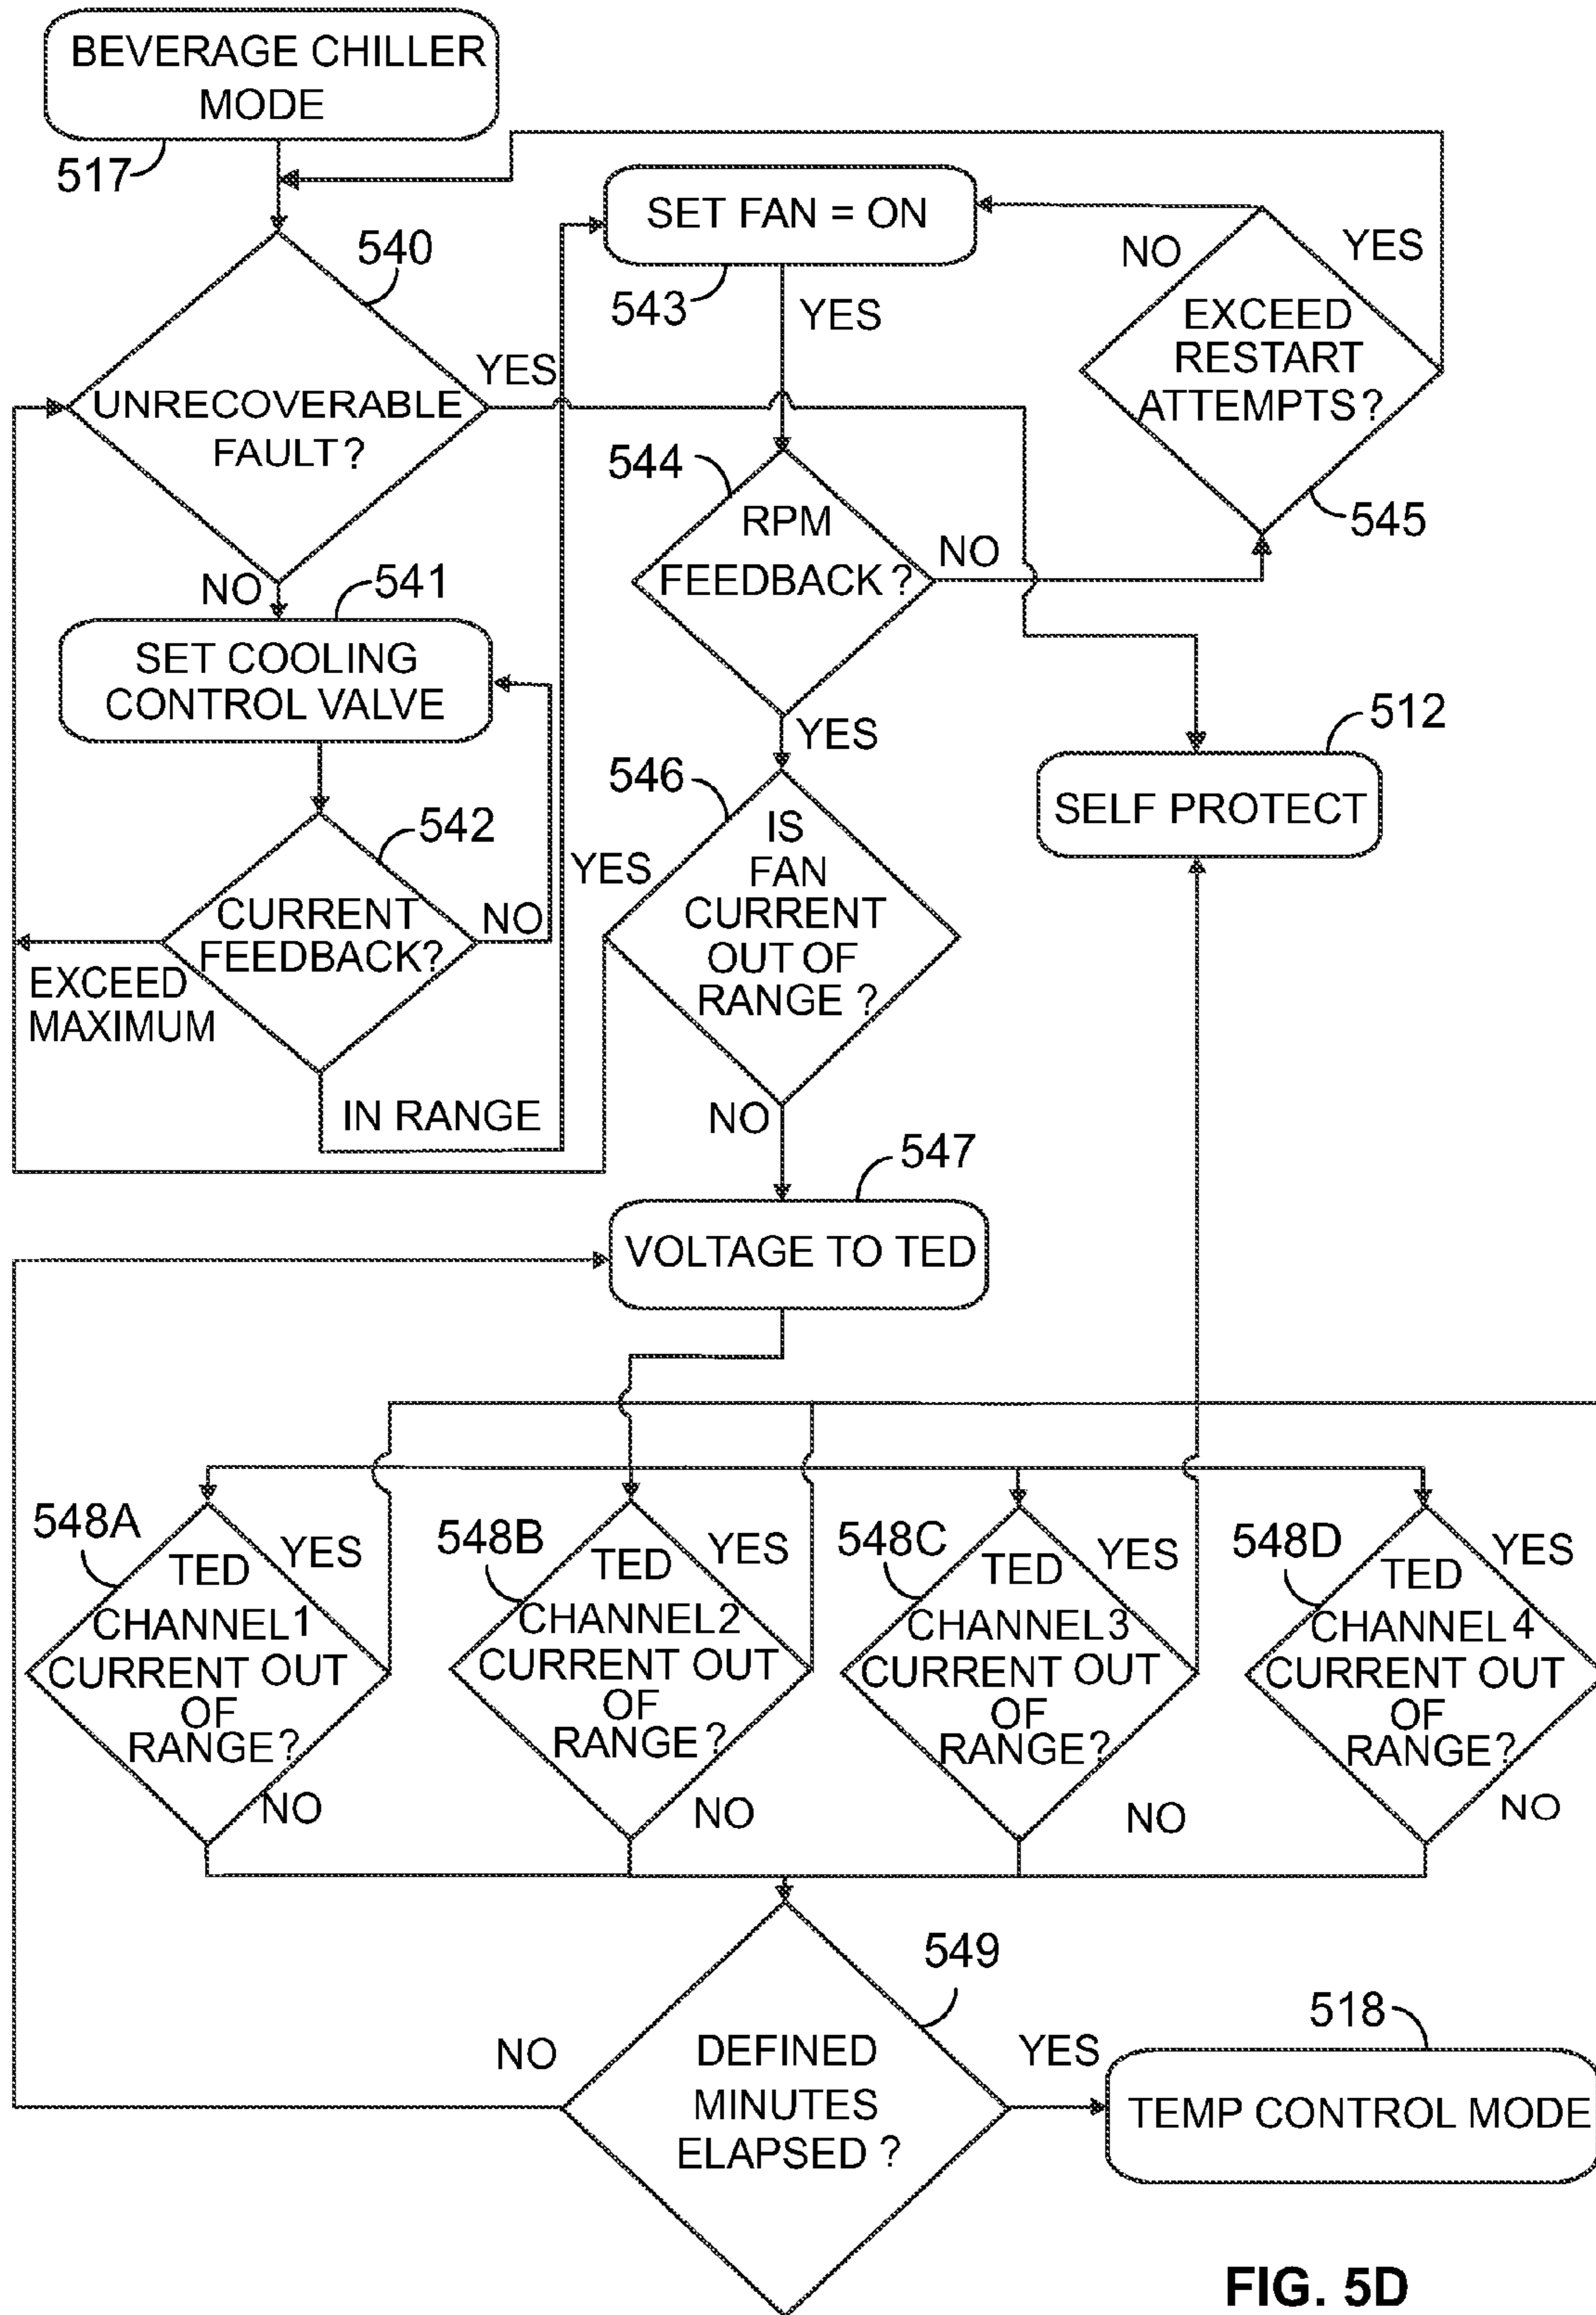 BEVERAGE CHILLER
MODE
517
540
UNRECOVERABLE
FAULT?
YES
NO
541
SET COOLING
CONTROL VALVE
542
CURRENT
FEEDBACK?
NO
EXCEED
MAXIMUM
IN RANGE
SET FAN = ON
543
YES
544
RPM
FEEDBACK?
NO
YES
NO
YES
EXCEED
RESTART
ATTEMPTS?
545
546
IS
FAN
CURRENT
OUT OF
RANGE ?
YES
NO
512
SELF PROTECT
547
VOLTAGE TO TED
548A
TED
CHANNEL1
CURRENT OUT
OF
RANGE?
YES
NO
548B
TED
CHANNEL2
CURRENT OUT
OF
RANGE?
YES
NO
548C
TED
CHANNEL3
CURRENT OUT
OF
RANGE?
YES
NO
548D
TED
CHANNEL4
CURRENT OUT
OF
RANGE?
YES
NO
549
DEFINED
MINUTES
ELAPSED ?
NO
YES
518
TEMP CONTROL MODE
FIG. 5D